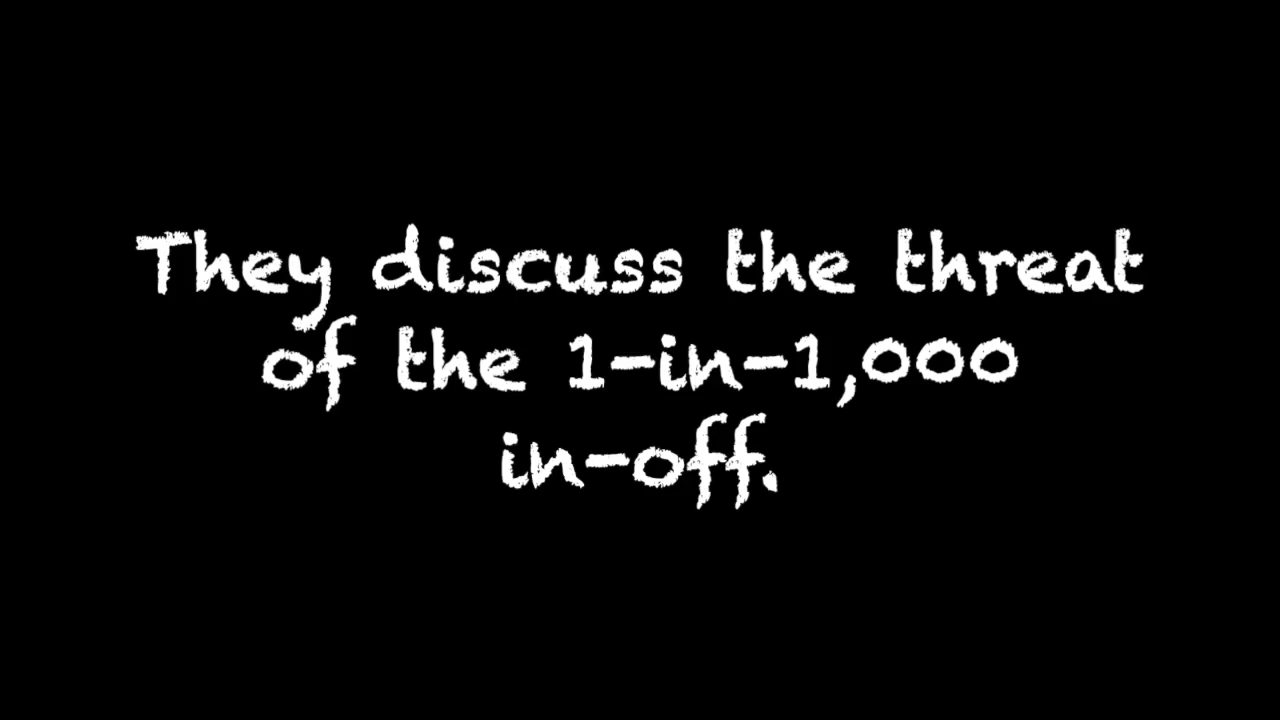 They discuss the threat
of the 1-in-1,000
in-off.